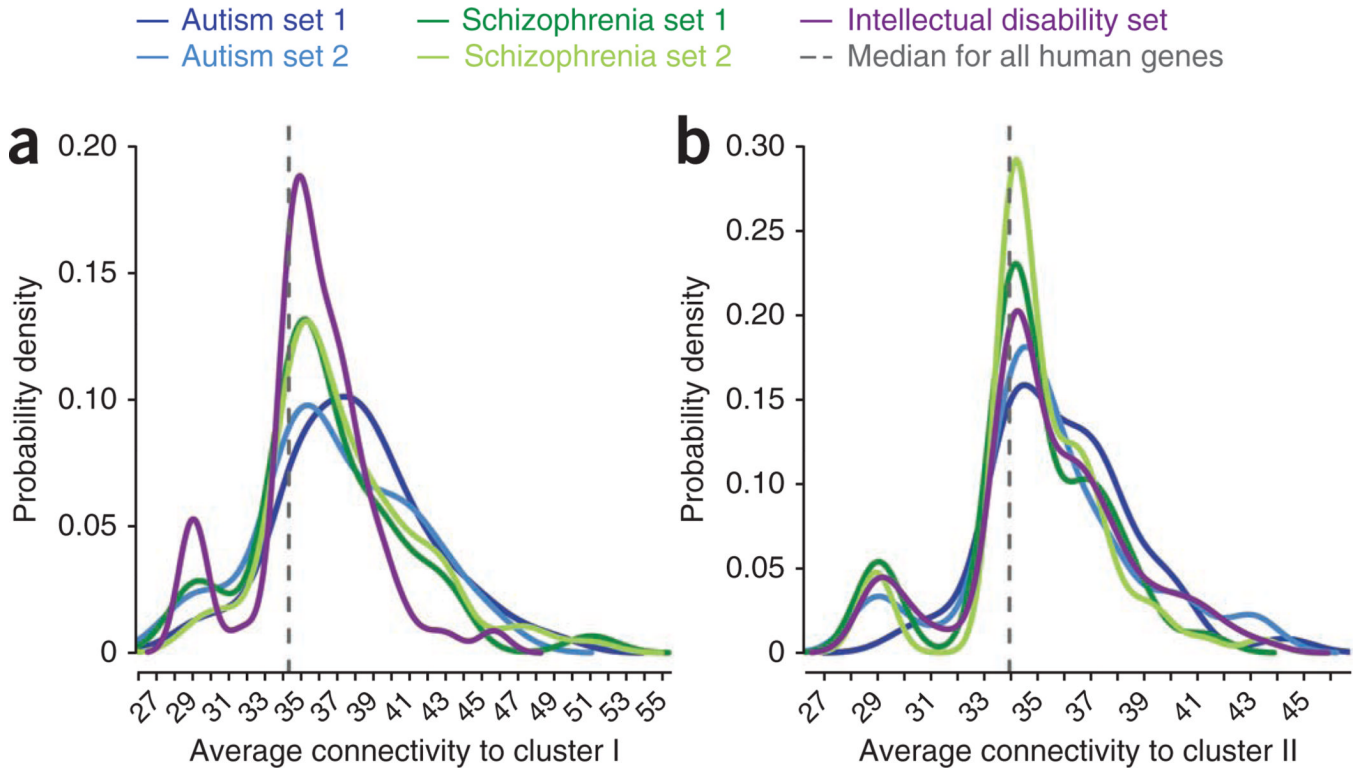 Autism set 1
Schizophrenia set 1
Intellectual disability set
Autism set 2
Schizophrenia set 2
Median for all human genes
a
0.20
0.15
0.10
0.05
0
Probability density
27 29 31 33 35 37 39 41 43 45 47 49 51 53 55
Average connectivity to cluster I
b
0.30
0.25
0.20
0.15
0.10
0.05
0
Probability density
27 29 31 33 35 37 39 41 43 45
Average connectivity to cluster II